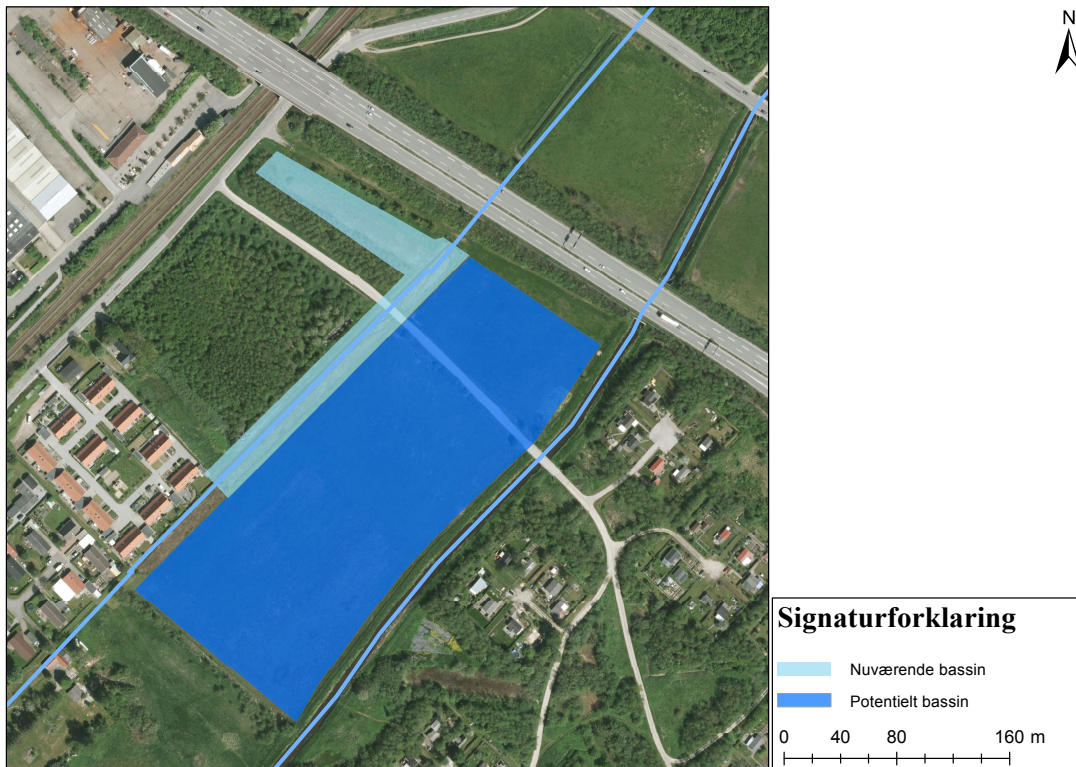 N
Signaturforklaring
Nuværende bassin
Potentielt bassin
0 40 80 160 m